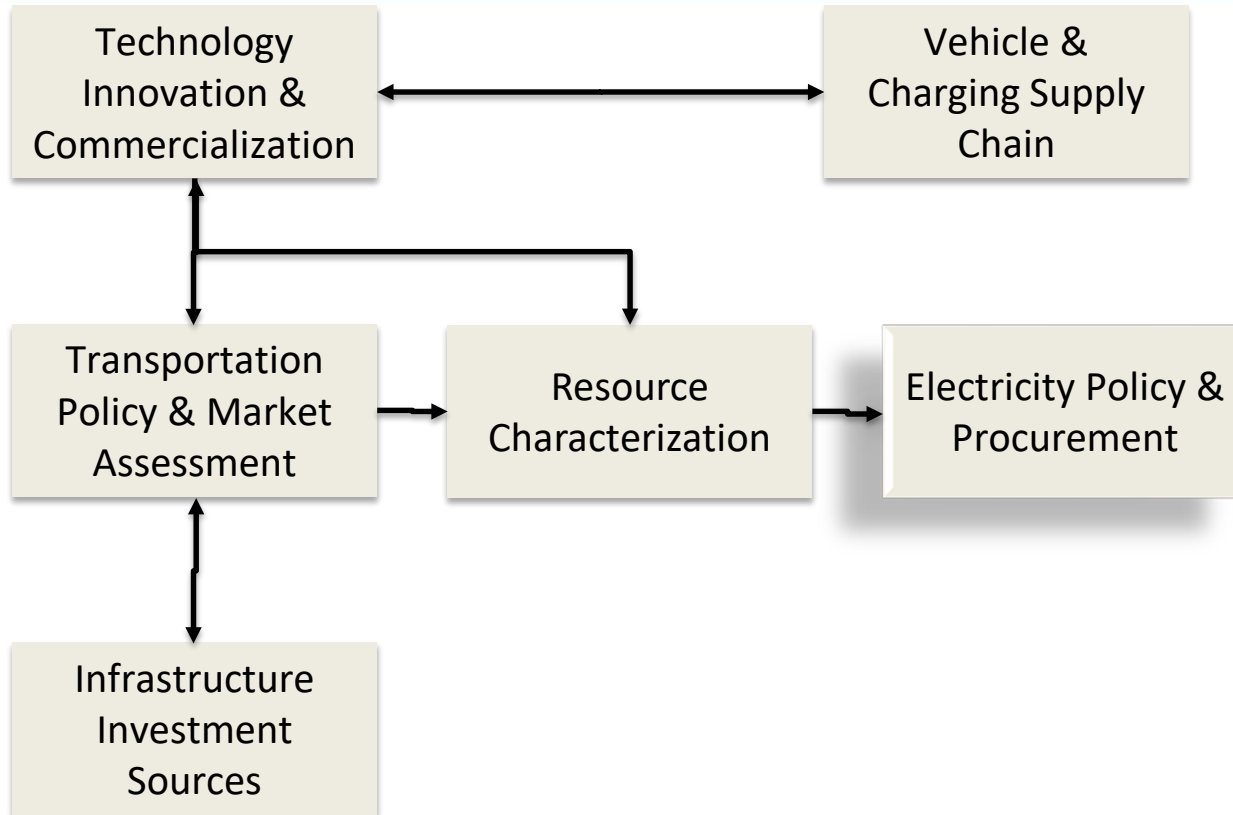 Technology
Innovation &
Commercialization
Vehicle &
Charging Supply
Chain
Transportation
Policy & Market
Assessment
Resource
Characterization
Electricity Policy &
Procurement
Infrastructure
Investment
Sources